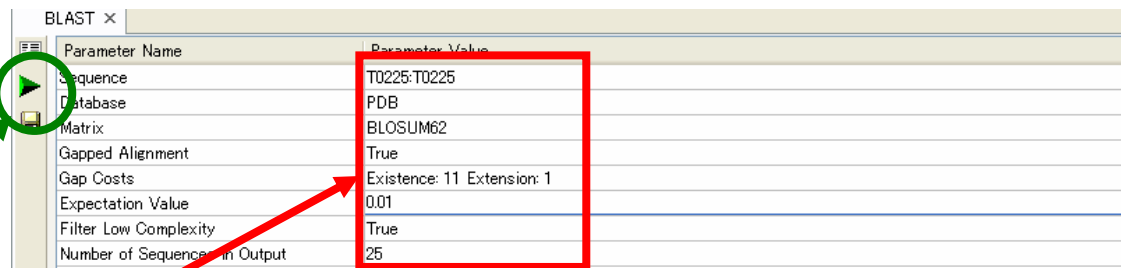 BLAST ×
Parameter Name Parameter Value
Sequence T0225:T0225
Database PDB
Matrix BLOSUM62
Gapped Alignment True
Gap Costs Existence: 11 Extension: 1
Expectation Value 0.01
Filter Low Complexity True
Number of Sequences in Output 25